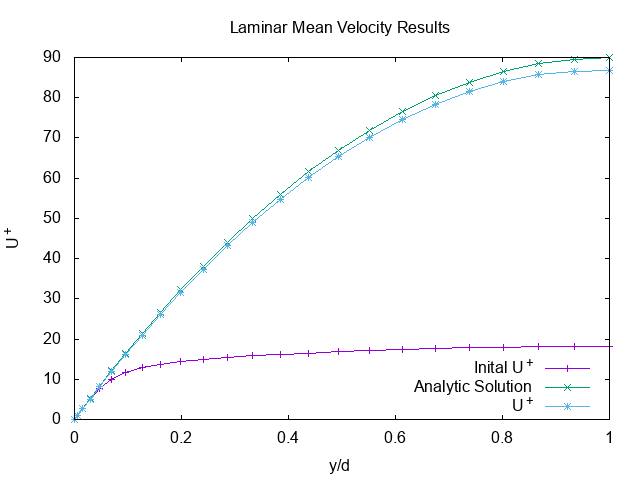 Laminar Mean Velocity Results
90
80
70
60
50
40
30
20
10
0
U+
Inital U+
Analytic Solution
U+
0 0.2 0.4 0.6 0.8 1
y/d